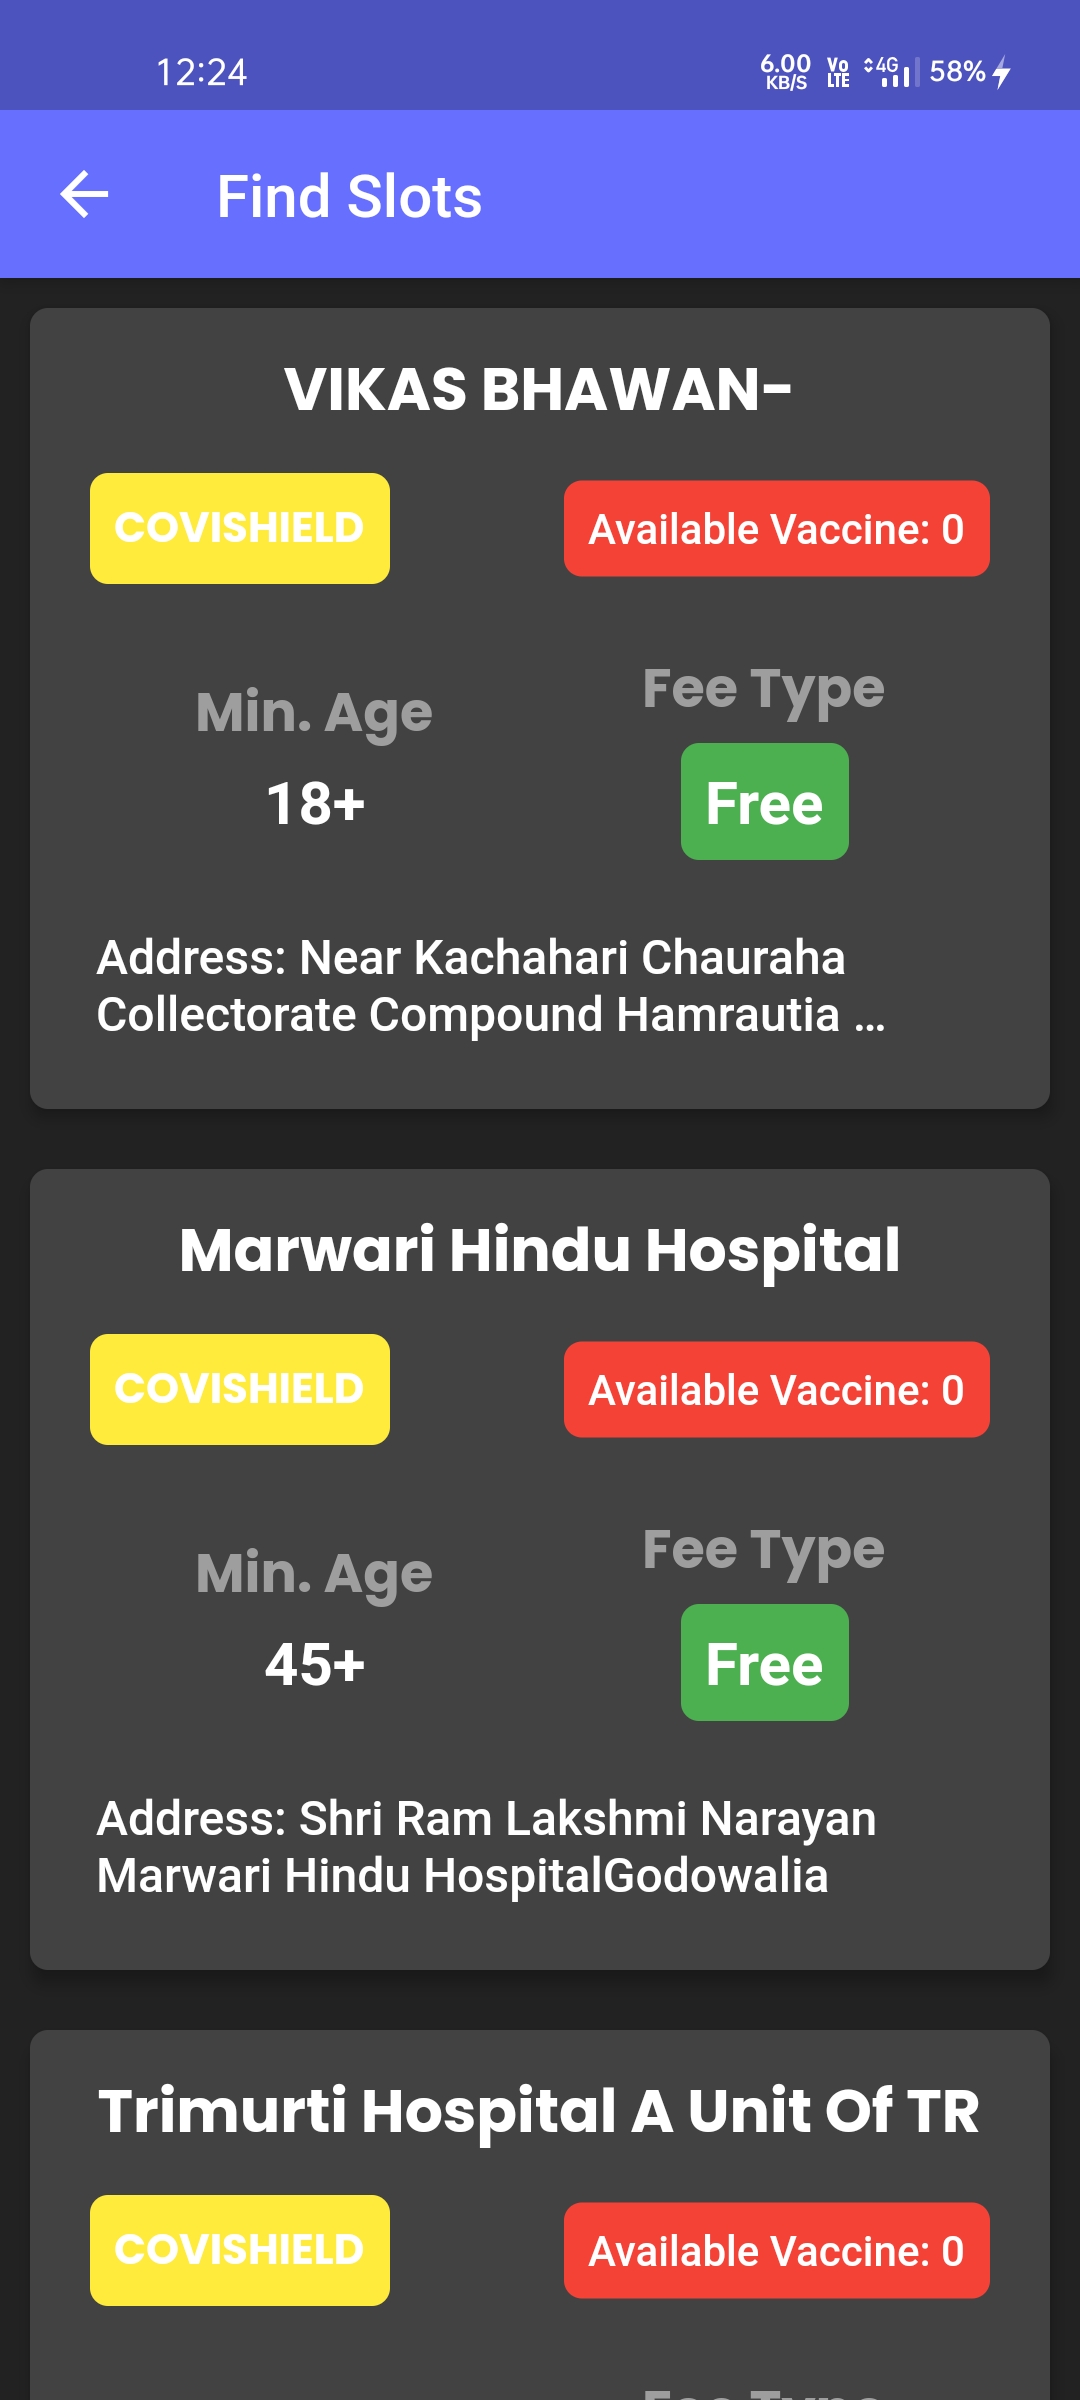 12:24
6.00 KB/S Vo LTE 4G 58%
Find Slots
VIKAS BHAWAN-
COVISHIELD
Available Vaccine: 0
Min. Age
Fee Type
18+
Free
Address: Near Kachahari Chauraha
Collectorate Compound Hamrautia ...
Marwari Hindu Hospital
COVISHIELD
Available Vaccine: 0
Min. Age
Fee Type
45+
Free
Address: Shri Ram Lakshmi Narayan
Marwari Hindu HospitalGodowalia
Trimurti Hospital A Unit Of TR
COVISHIELD
Available Vaccine: 0
Fee Type